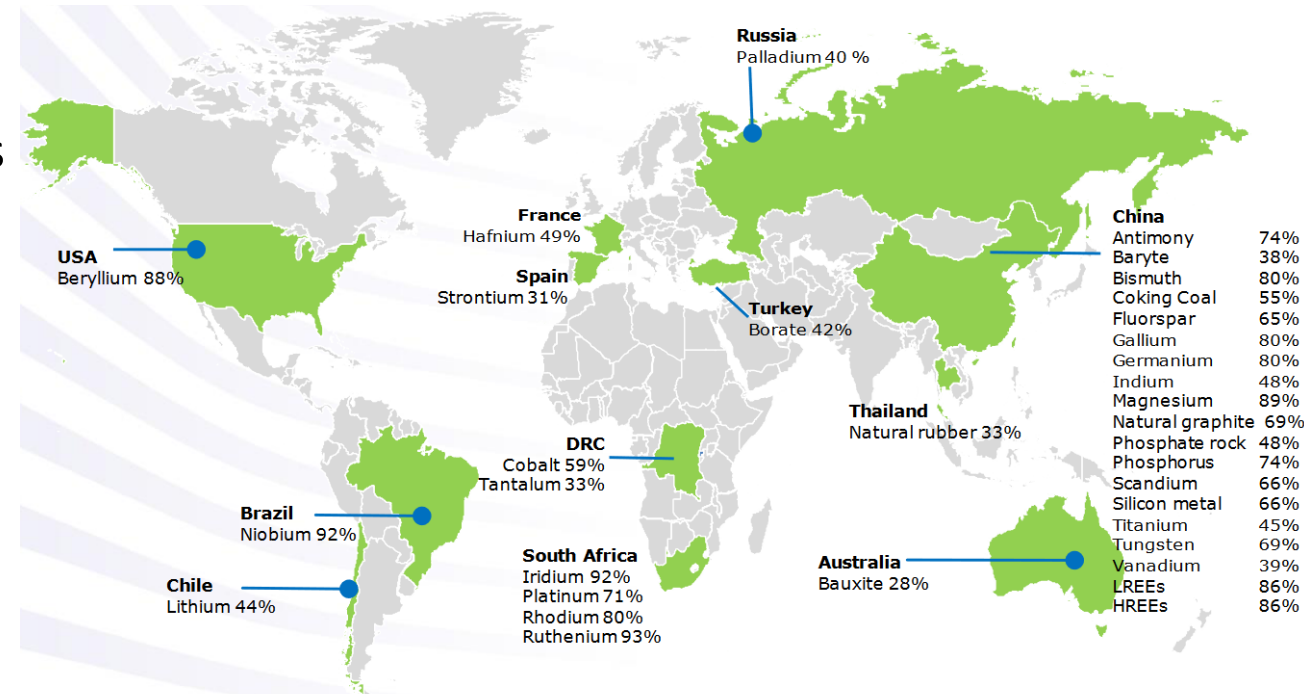 s
Russia
Palladium 40 %
France
Hafnium 49%
Spain
Strontium 31%
USA
Beryllium 88%
Turkey
Borate 42%
China
Antimony 74%
Baryte 38%
Bismuth 80%
Coking Coal 55%
Fluorspar 65%
Gallium 80%
Germanium 80%
Indium 48%
Magnesium 89%
Natural graphite 69%
Phosphate rock 48%
Phosphorus 74%
Scandium 66%
Silicon metal 66%
Titanium 45%
Tungsten 69%
Vanadium 39%
LREEs 86%
HREEs 86%
Thailand
Natural rubber 33%
DRC
Cobalt 59%
Tantalum 33%
Brazil
Niobium 92%
South Africa
Iridium 92%
Platinum 71%
Rhodium 80%
Ruthenium 93%
Australia
Bauxite 28%
Chile
Lithium 44%